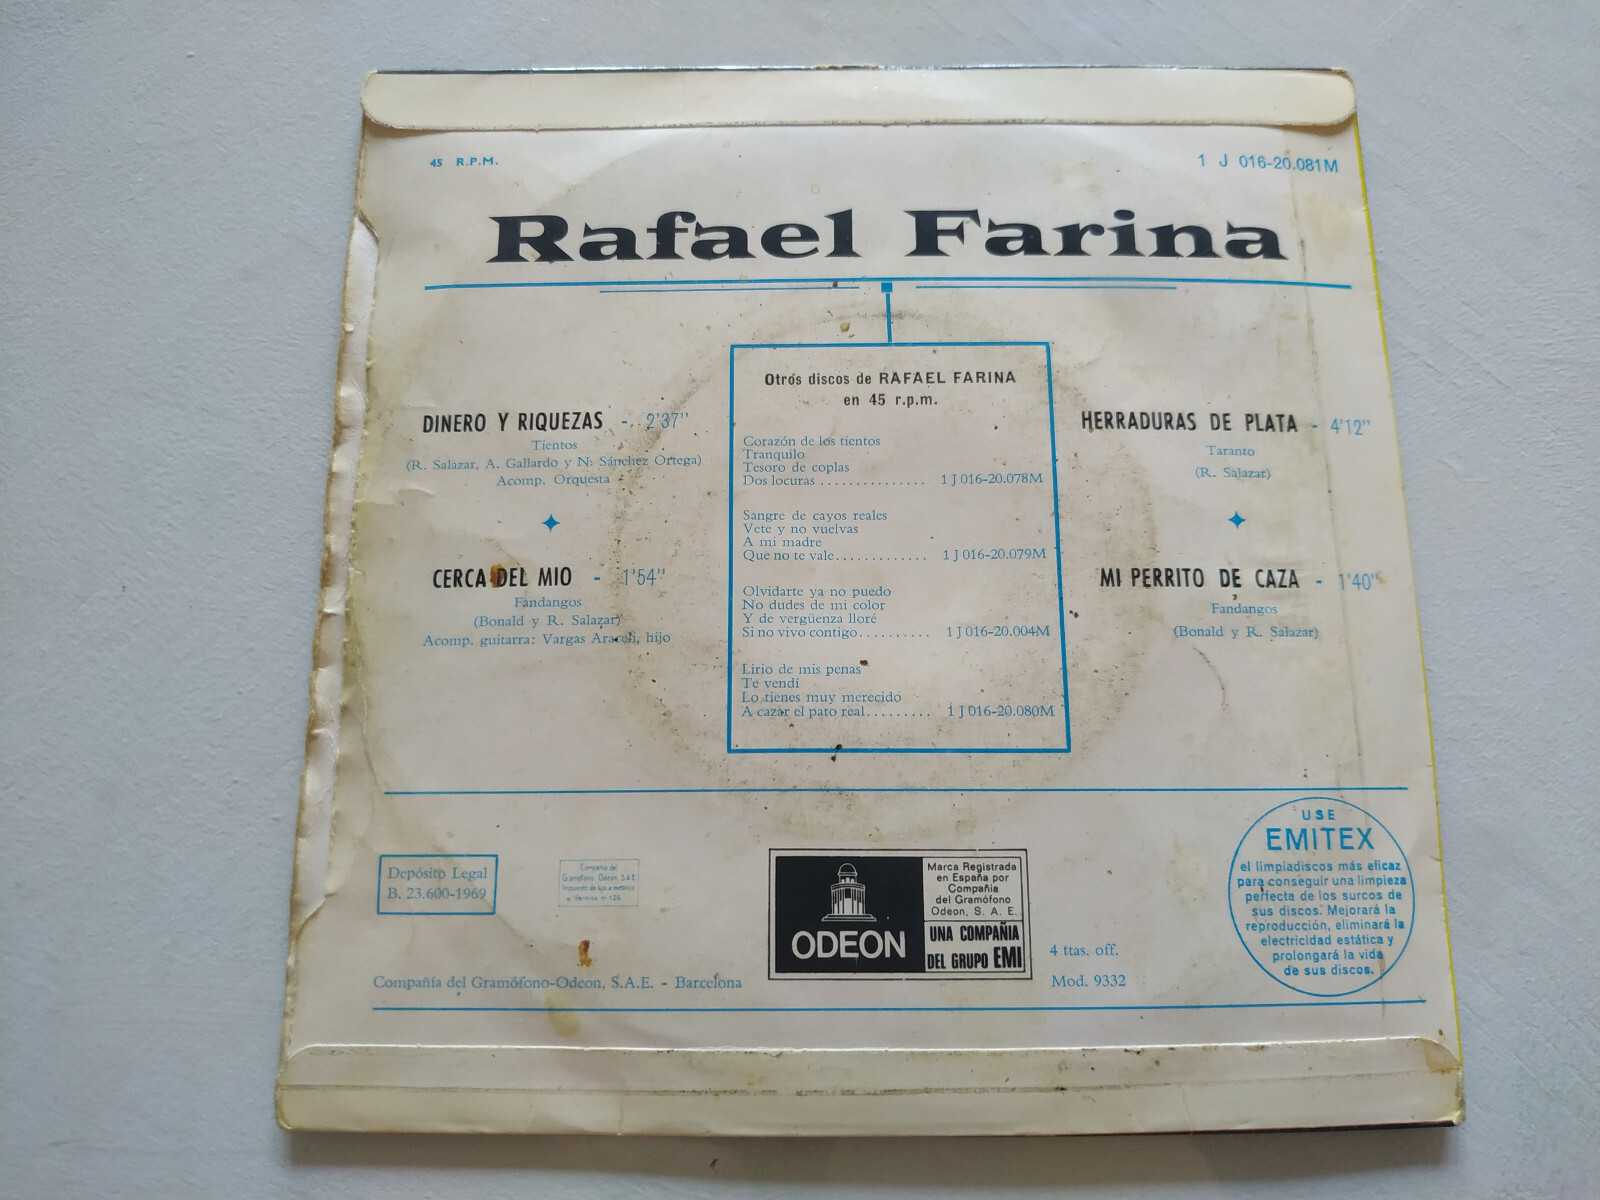 45 R.P.M.
1 J 016-20.081M
Rafael Farina
DINERO Y RIQUEZAS - 2'37"
Tientos
(R. Salazar, A. Gallardo y N. Sánchez Ortega)
Acomp. Orquesta
CERCA DEL MIO - 1'54"
Fandangos
(Bonald y R. Salazar)
Acomp. guitarra: Vargas Araceli, hijo
Otros discos de RAFAEL FARINA
en 45 r.p.m.
Corazón de los tientos
Tranquilo
Tesoro de coplas
Dos locuras ............... 1 J 016-20.078M
Sangre de cayos reales
Vete y no vuelvas
A mi madre
Que no te vale............. 1 J 016-20.079M
Olvidarte ya no puedo
No dudes de mi color
Y de vergüenza lloré
Si no vivo contigo.......... 1 J 016-20.004M
Lirio de mis penas
Te vendí
Lo tienes muy merecido
A cazar el pato real......... 1 J 016-20.080M
HERRADURAS DE PLATA - 4'12"
Taranto
(R. Salazar)
MI PERRITO DE CAZA - 1'40"
Fandangos
(Bonald y R. Salazar)
Depósito Legal
B. 23.600-1969
Compañía del
Gramófono Odeon, S.A.E.
Impuesto de lujo a metálico
Compañía del Gramófono-Odeon, S.A.E. - Barcelona
ODEON
Marca Registrada
en España por
Compañia
del Gramófono
Odeon, S. A. E.
UNA COMPAÑIA
DEL GRUPO EMI
4 ttas. off.
Mod. 9332
USE
EMITEX
el limpiadiscos más eficaz
para conseguir una limpieza
perfecta de los surcos de
sus discos. Mejorará la
reproducción, eliminará la
electricidad estática y
prolongará la vida
de sus discos.